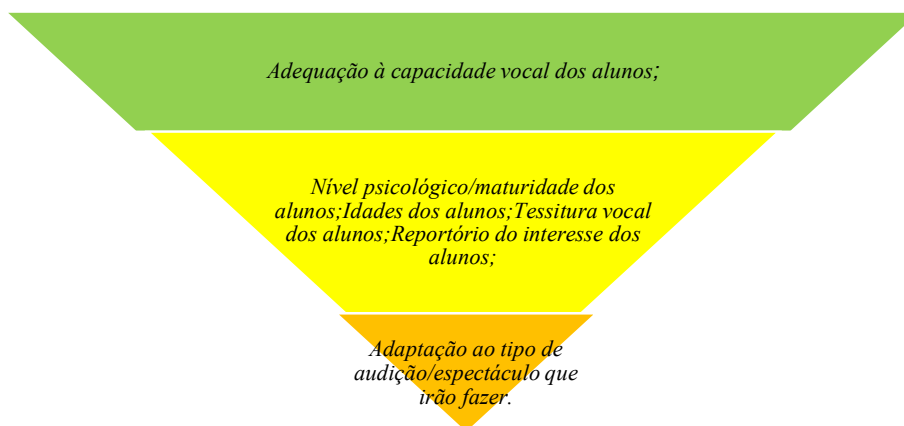 Adequação à capacidade vocal dos alunos;
Nível psicológico/maturidade dos
alunos;Idades dos alunos;Tessitura vocal
dos alunos;Reportório do interesse dos
alunos;
Adaptação ao tipo de
audição/espectáculo que
irão fazer.